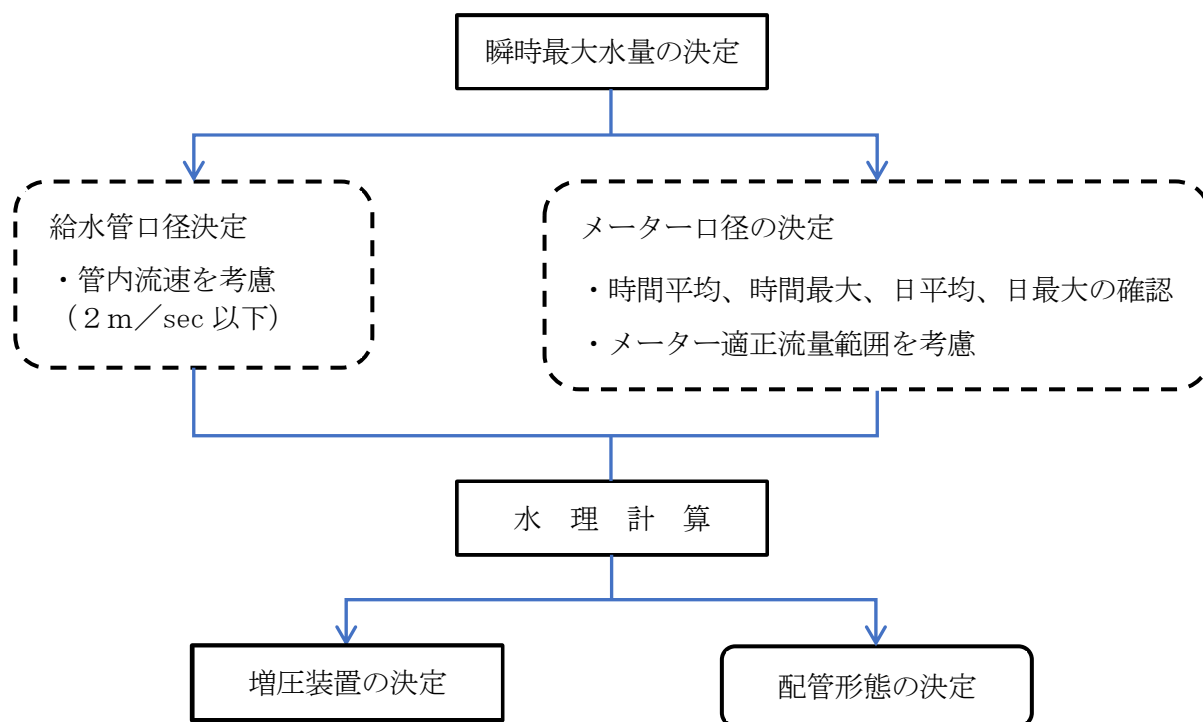 瞬時最大水量の決定
給水管口径決定
・管内流速を考慮
（２ｍ／sec 以下）
メーター口径の決定
・時間平均、時間最大、日平均、日最大の確認
・メーター適正流量範囲を考慮
水　理　計　算
増圧装置の決定
配管形態の決定